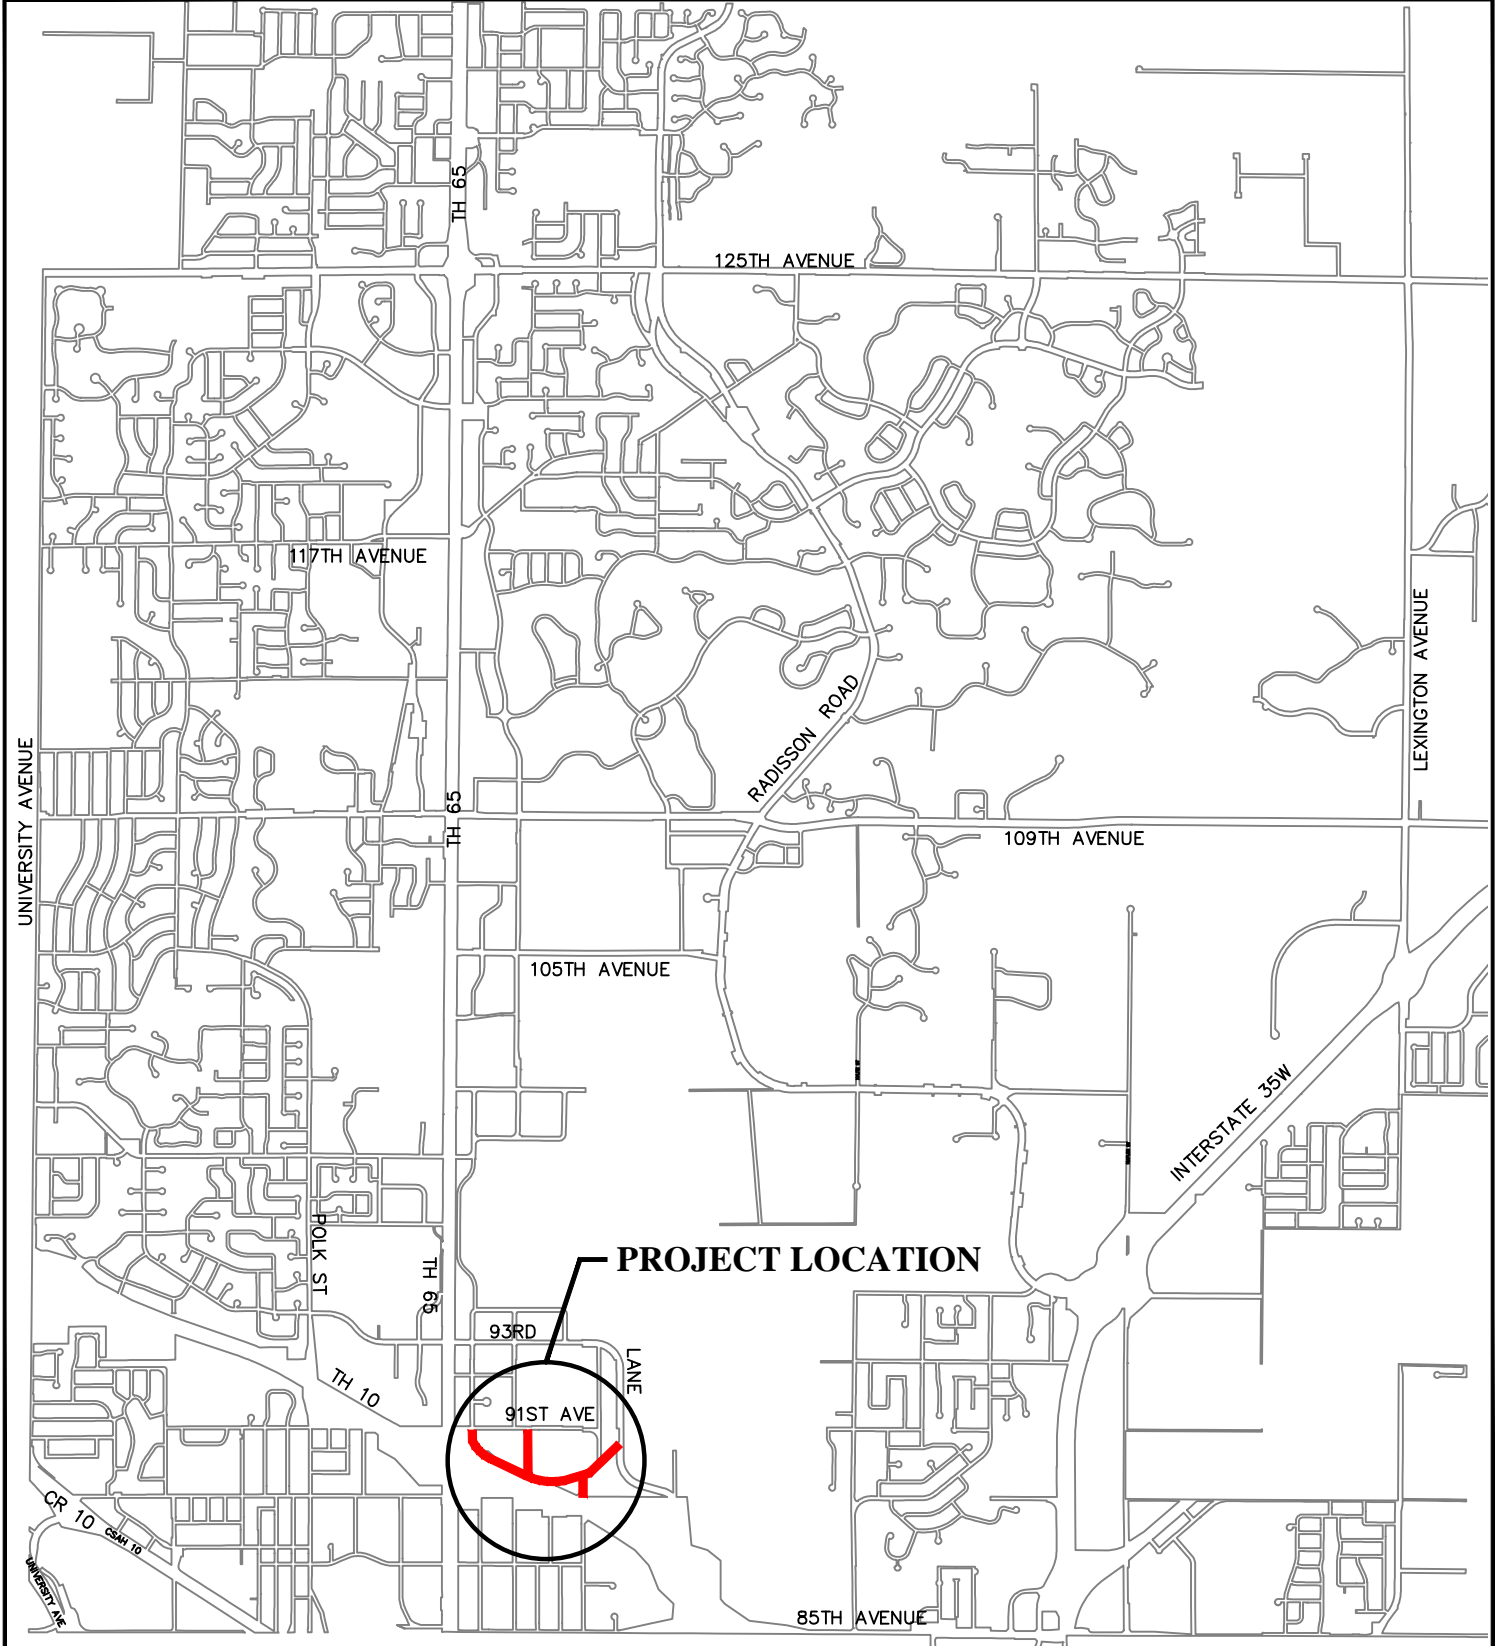 TH 65
125TH AVENUE
117TH AVENUE
LEXINGTON AVENUE
RADISSON ROAD
UNIVERSITY AVENUE
TH 65
109TH AVENUE
105TH AVENUE
INTERSTATE 35W
POLK ST
PROJECT LOCATION
TH 65
93RD
LANE
TH 10
91ST AVE
CR 10
CSAH 10
UNIVERSITY AVE
85TH AVENUE